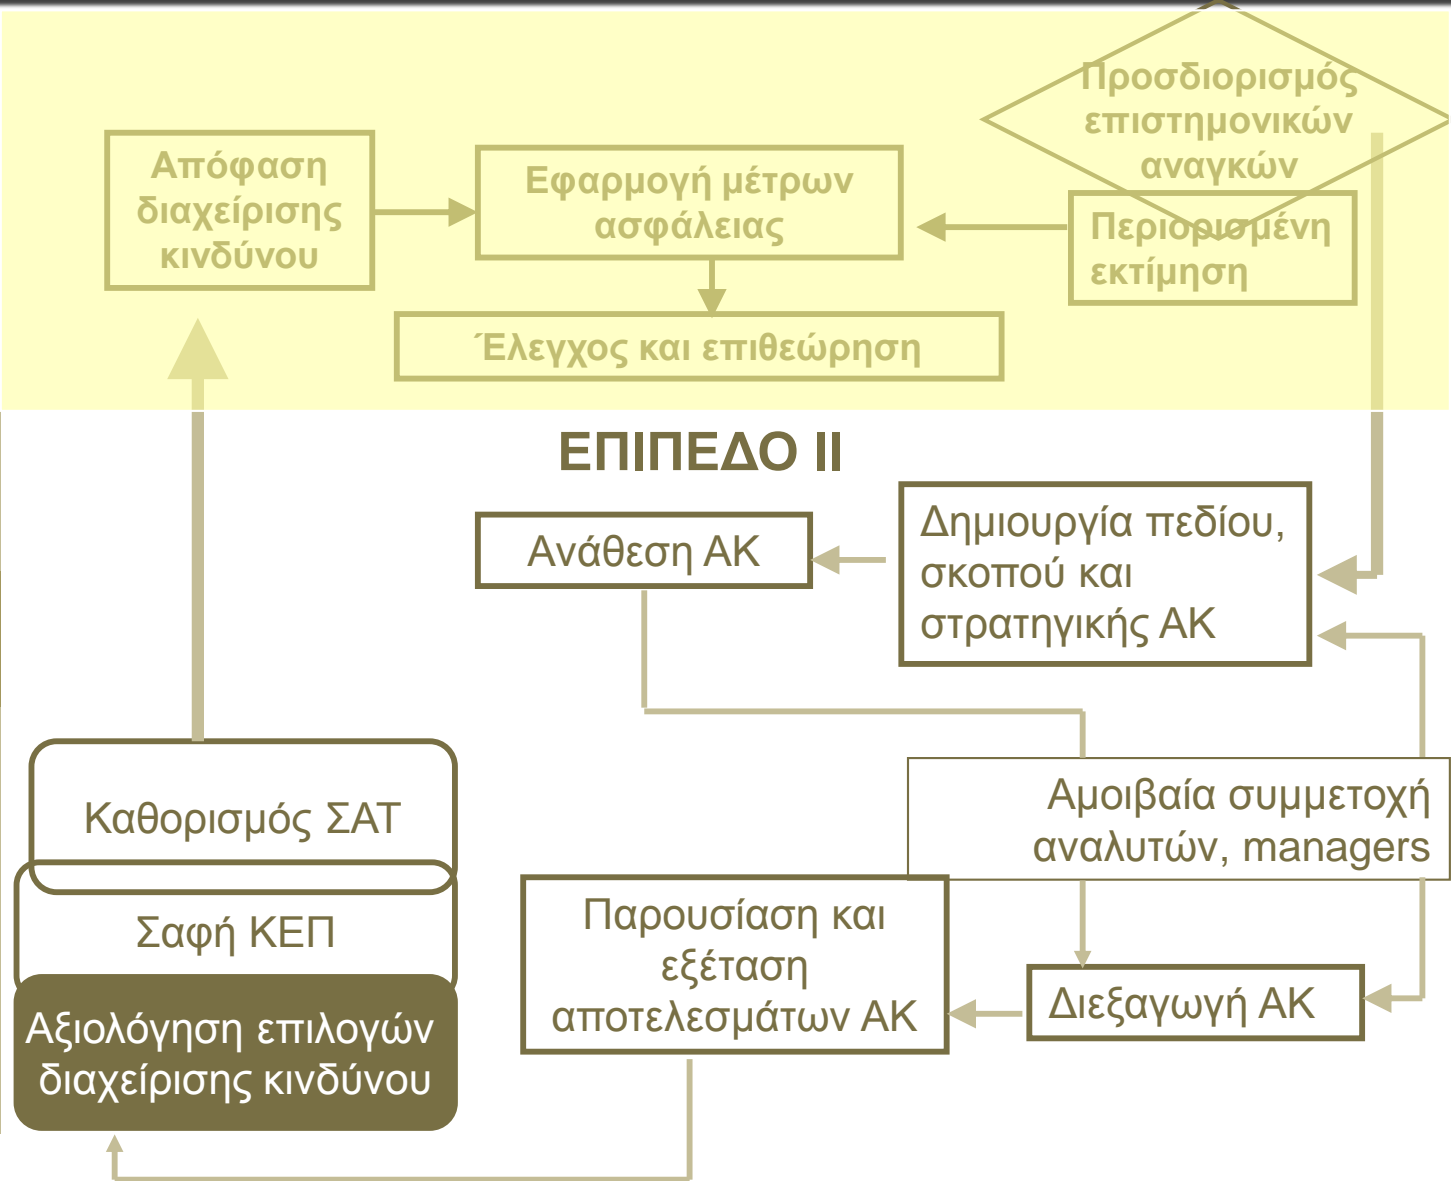 Προσδιορισμός
επιστημονικών
αναγκών
Απόφαση
διαχείρισης
κινδύνου
Εφαρμογή μέτρων
ασφάλειας
Περιορισμένη
εκτίμηση
Έλεγχος και επιθεώρηση
ΕΠΙΠΕΔΟ ΙΙ
Ανάθεση ΑΚ
Δημιουργία πεδίου,
σκοπού και
στρατηγικής ΑΚ
Καθορισμός ΣΑΤ
Αμοιβαία συμμετοχή
αναλυτών, managers
Σαφή ΚΕΠ
Παρουσίαση και
εξέταση
αποτελεσμάτων ΑΚ
Διεξαγωγή ΑΚ
Αξιολόγηση επιλογών
διαχείρισης κινδύνου